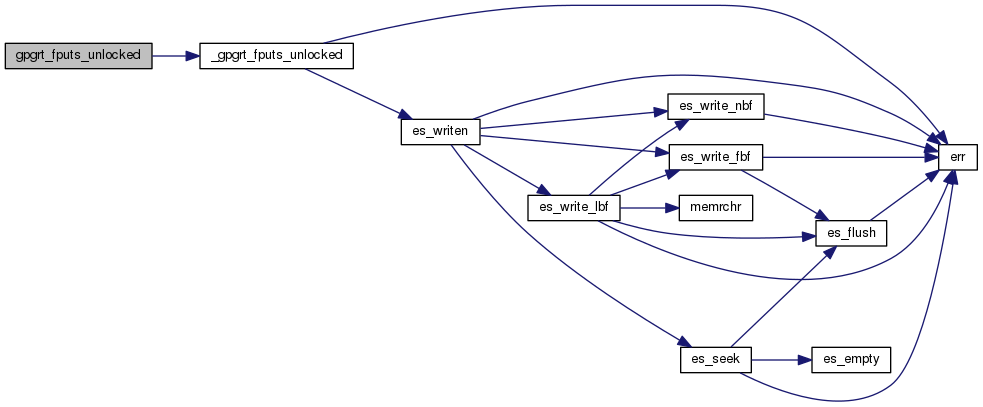 gpgrt_fputs_unlocked
_gpgrt_fputs_unlocked
es_writen
es_write_nbf
es_write_fbf
err
es_write_lbf
memrchr
es_flush
es_seek
es_empty